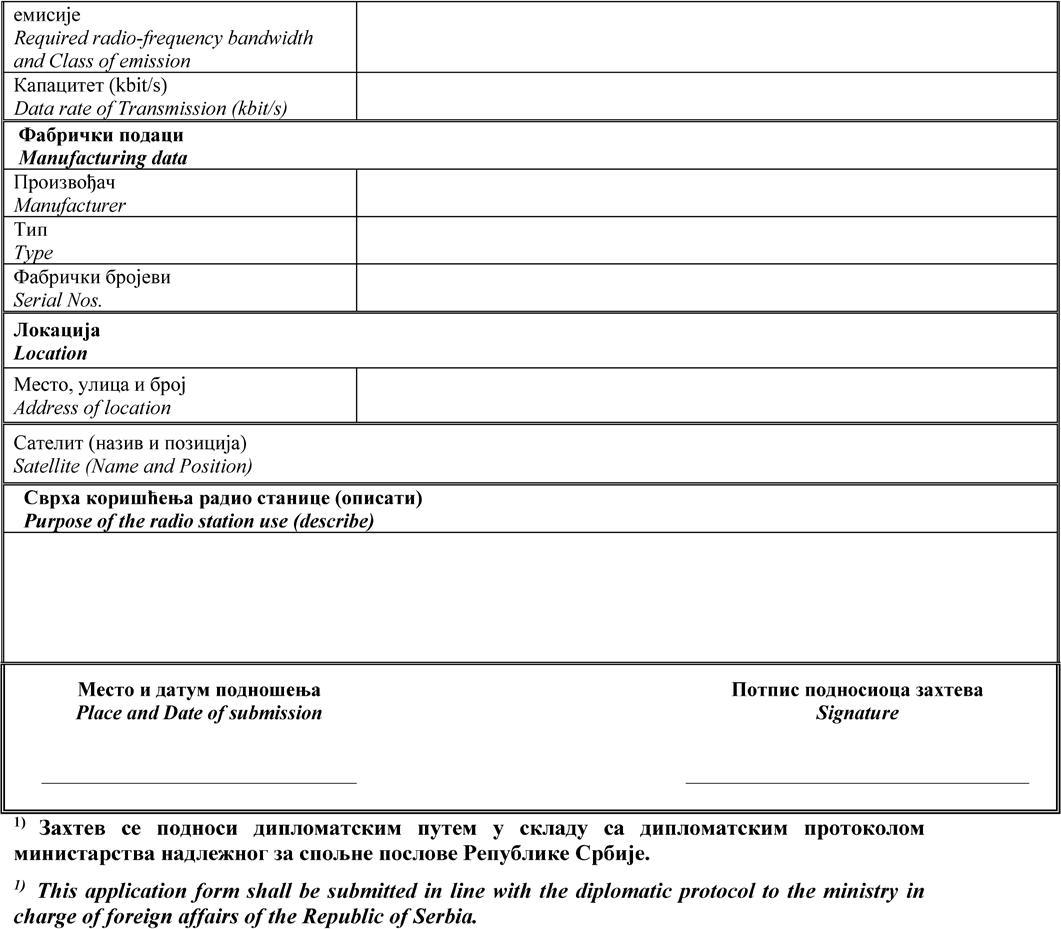 емисије
Required radio-frequency bandwidth
and Class of emission
Капацитет (kbit/s)
Data rate of Transmission (kbit/s)
Фабрички подаци
Manufacturing data
Произвођач
Manufacturer
Тип
Type
Фабрички бројеви
Serial Nos.
Локација
Location
Место, улица и број
Address of location
Сателит (назив и позиција)
Satellite (Name and Position)
Сврха коришћења радио станице (описати)
Purpose of the radio station use (describe)
Место и датум подношења
Place and Date of submission
Потпис подносиоца захтева
Signature
1) Захтев се подноси дипломатским путем у складу са дипломатским протоколом
министарства надлежног за спољне послове Републике Србије.
1) This application form shall be submitted in line with the diplomatic protocol to the ministry in
charge of foreign affairs of the Republic of Serbia.